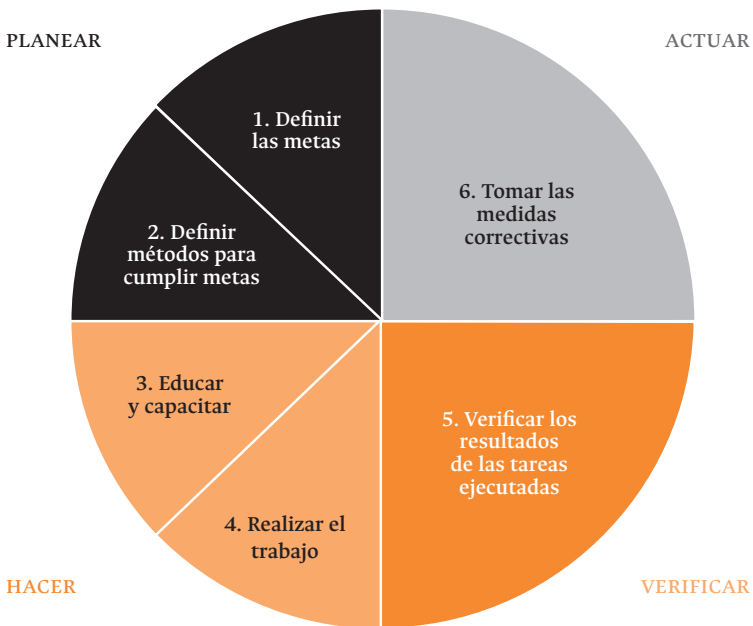 PLANEAR
1. Definir
las metas
2. Definir
métodos para
cumplir metas
3. Educar
y capacitar
4. Realizar el
trabajo
HACER
ACTUAR
6. Tomar las
medidas
correctivas
5. Verificar los
resultados
de las tareas
ejecutadas
VERIFICAR